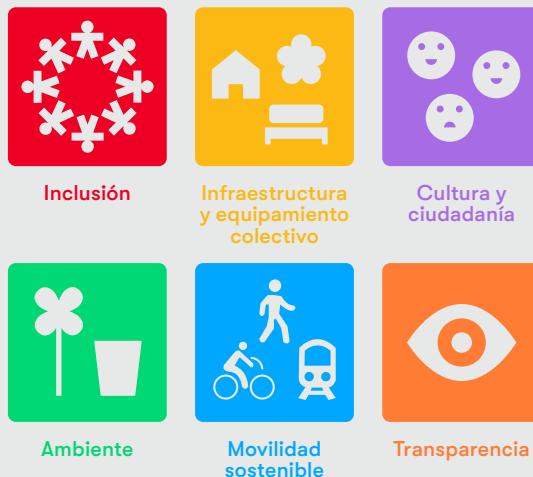 Inclusión
Infraestructura
y equipamiento
colectivo
Cultura y
ciudadanía
Ambiente
Movilidad
sostenible
Transparencia